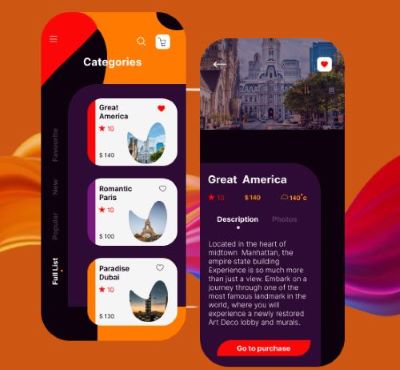 Categories
Great
America
10
$ 140
Romantic
Paris
10
$ 100
Paradise
Dubai
10
$ 130
Favourite
New
Popular
Full List
Great America
10
$ 140
140°c
Description
Photos
Located in the heart of
midtown Manhattan, the
empire state building
Experience is so much more
than just a view. Embark on a
journey through one of the
most famous landmark in the
world, where you will
experience a newly restored
Art Deco lobby and murals.
Go to purchase